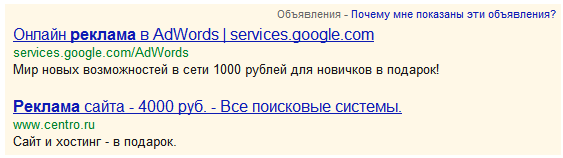 Объявления - Почему мне показаны эти объявления?
Онлайн реклама в AdWords | services.google.com
services.google.com/AdWords
Мир новых возможностей в сети 1000 рублей для новичков в подарок!
Реклама сайта - 4000 руб. - Все поисковые системы.
www.centro.ru
Сайт и хостинг - в подарок.